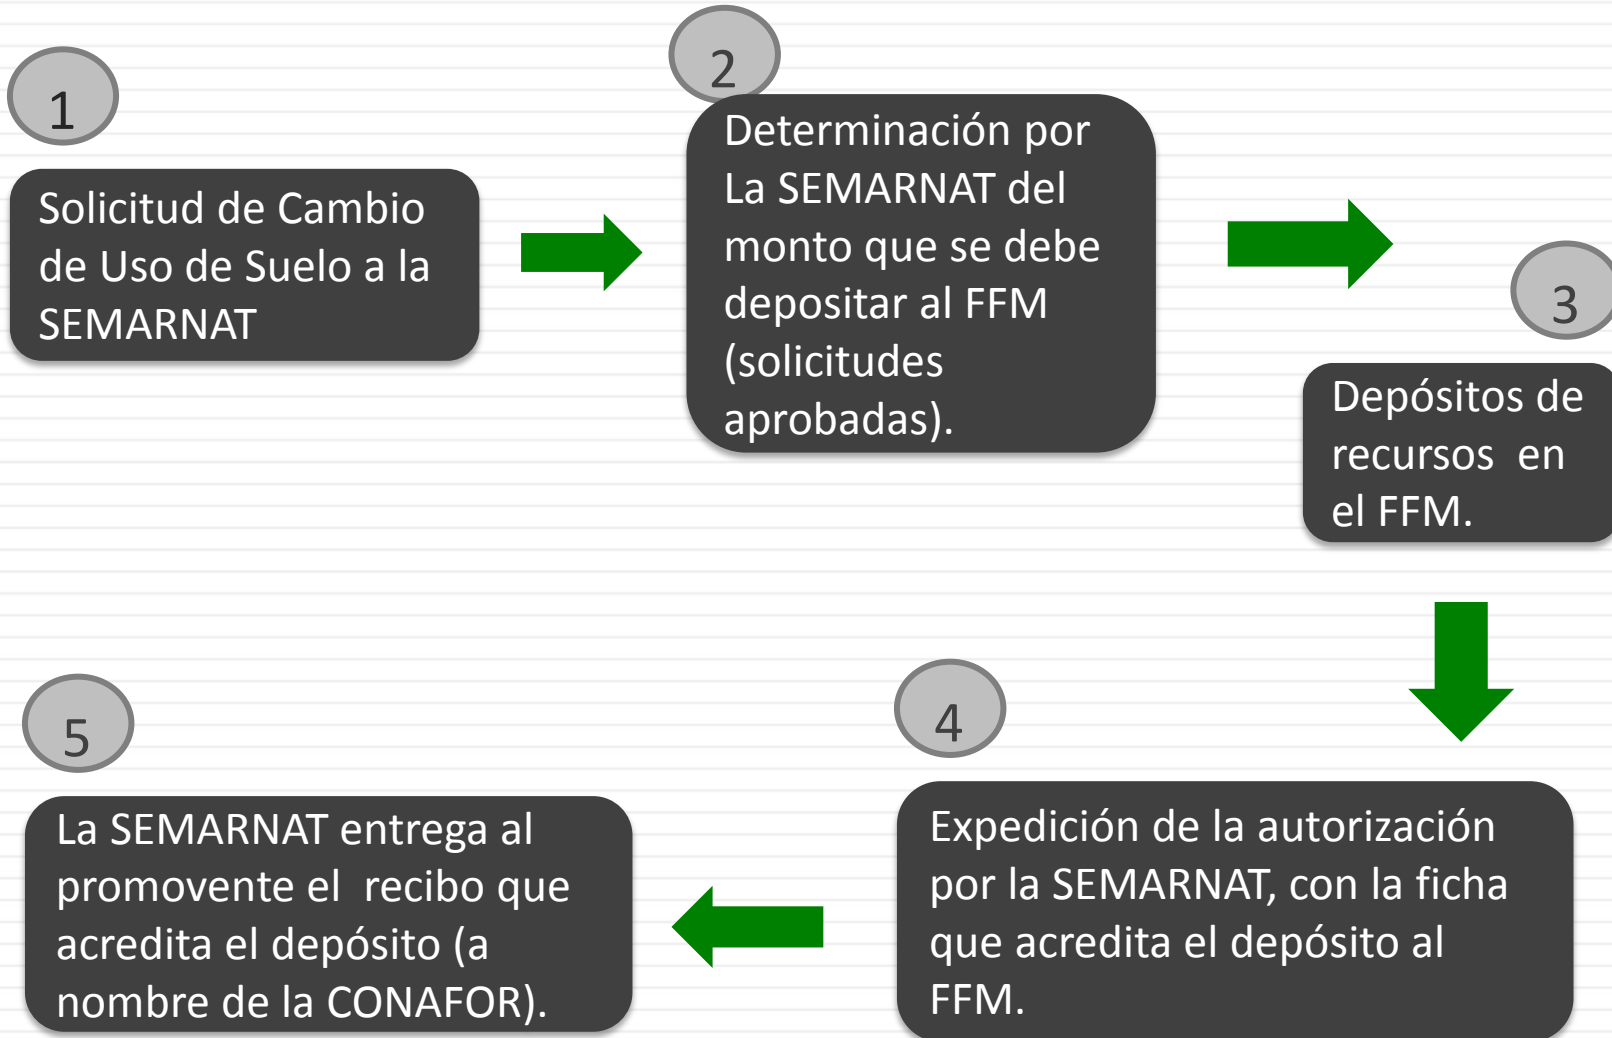 1
Solicitud de Cambio
de Uso de Suelo a la
SEMARNAT
2
Determinación por
La SEMARNAT del
monto que se debe
depositar al FFM
(solicitudes
aprobadas).
3
Depósitos de
recursos en
el FFM.
4
Expedición de la autorización
por la SEMARNAT, con la ficha
que acredita el depósito al
FFM.
5
La SEMARNAT entrega al
promovente el recibo que
acredita el depósito (a
nombre de la CONAFOR).